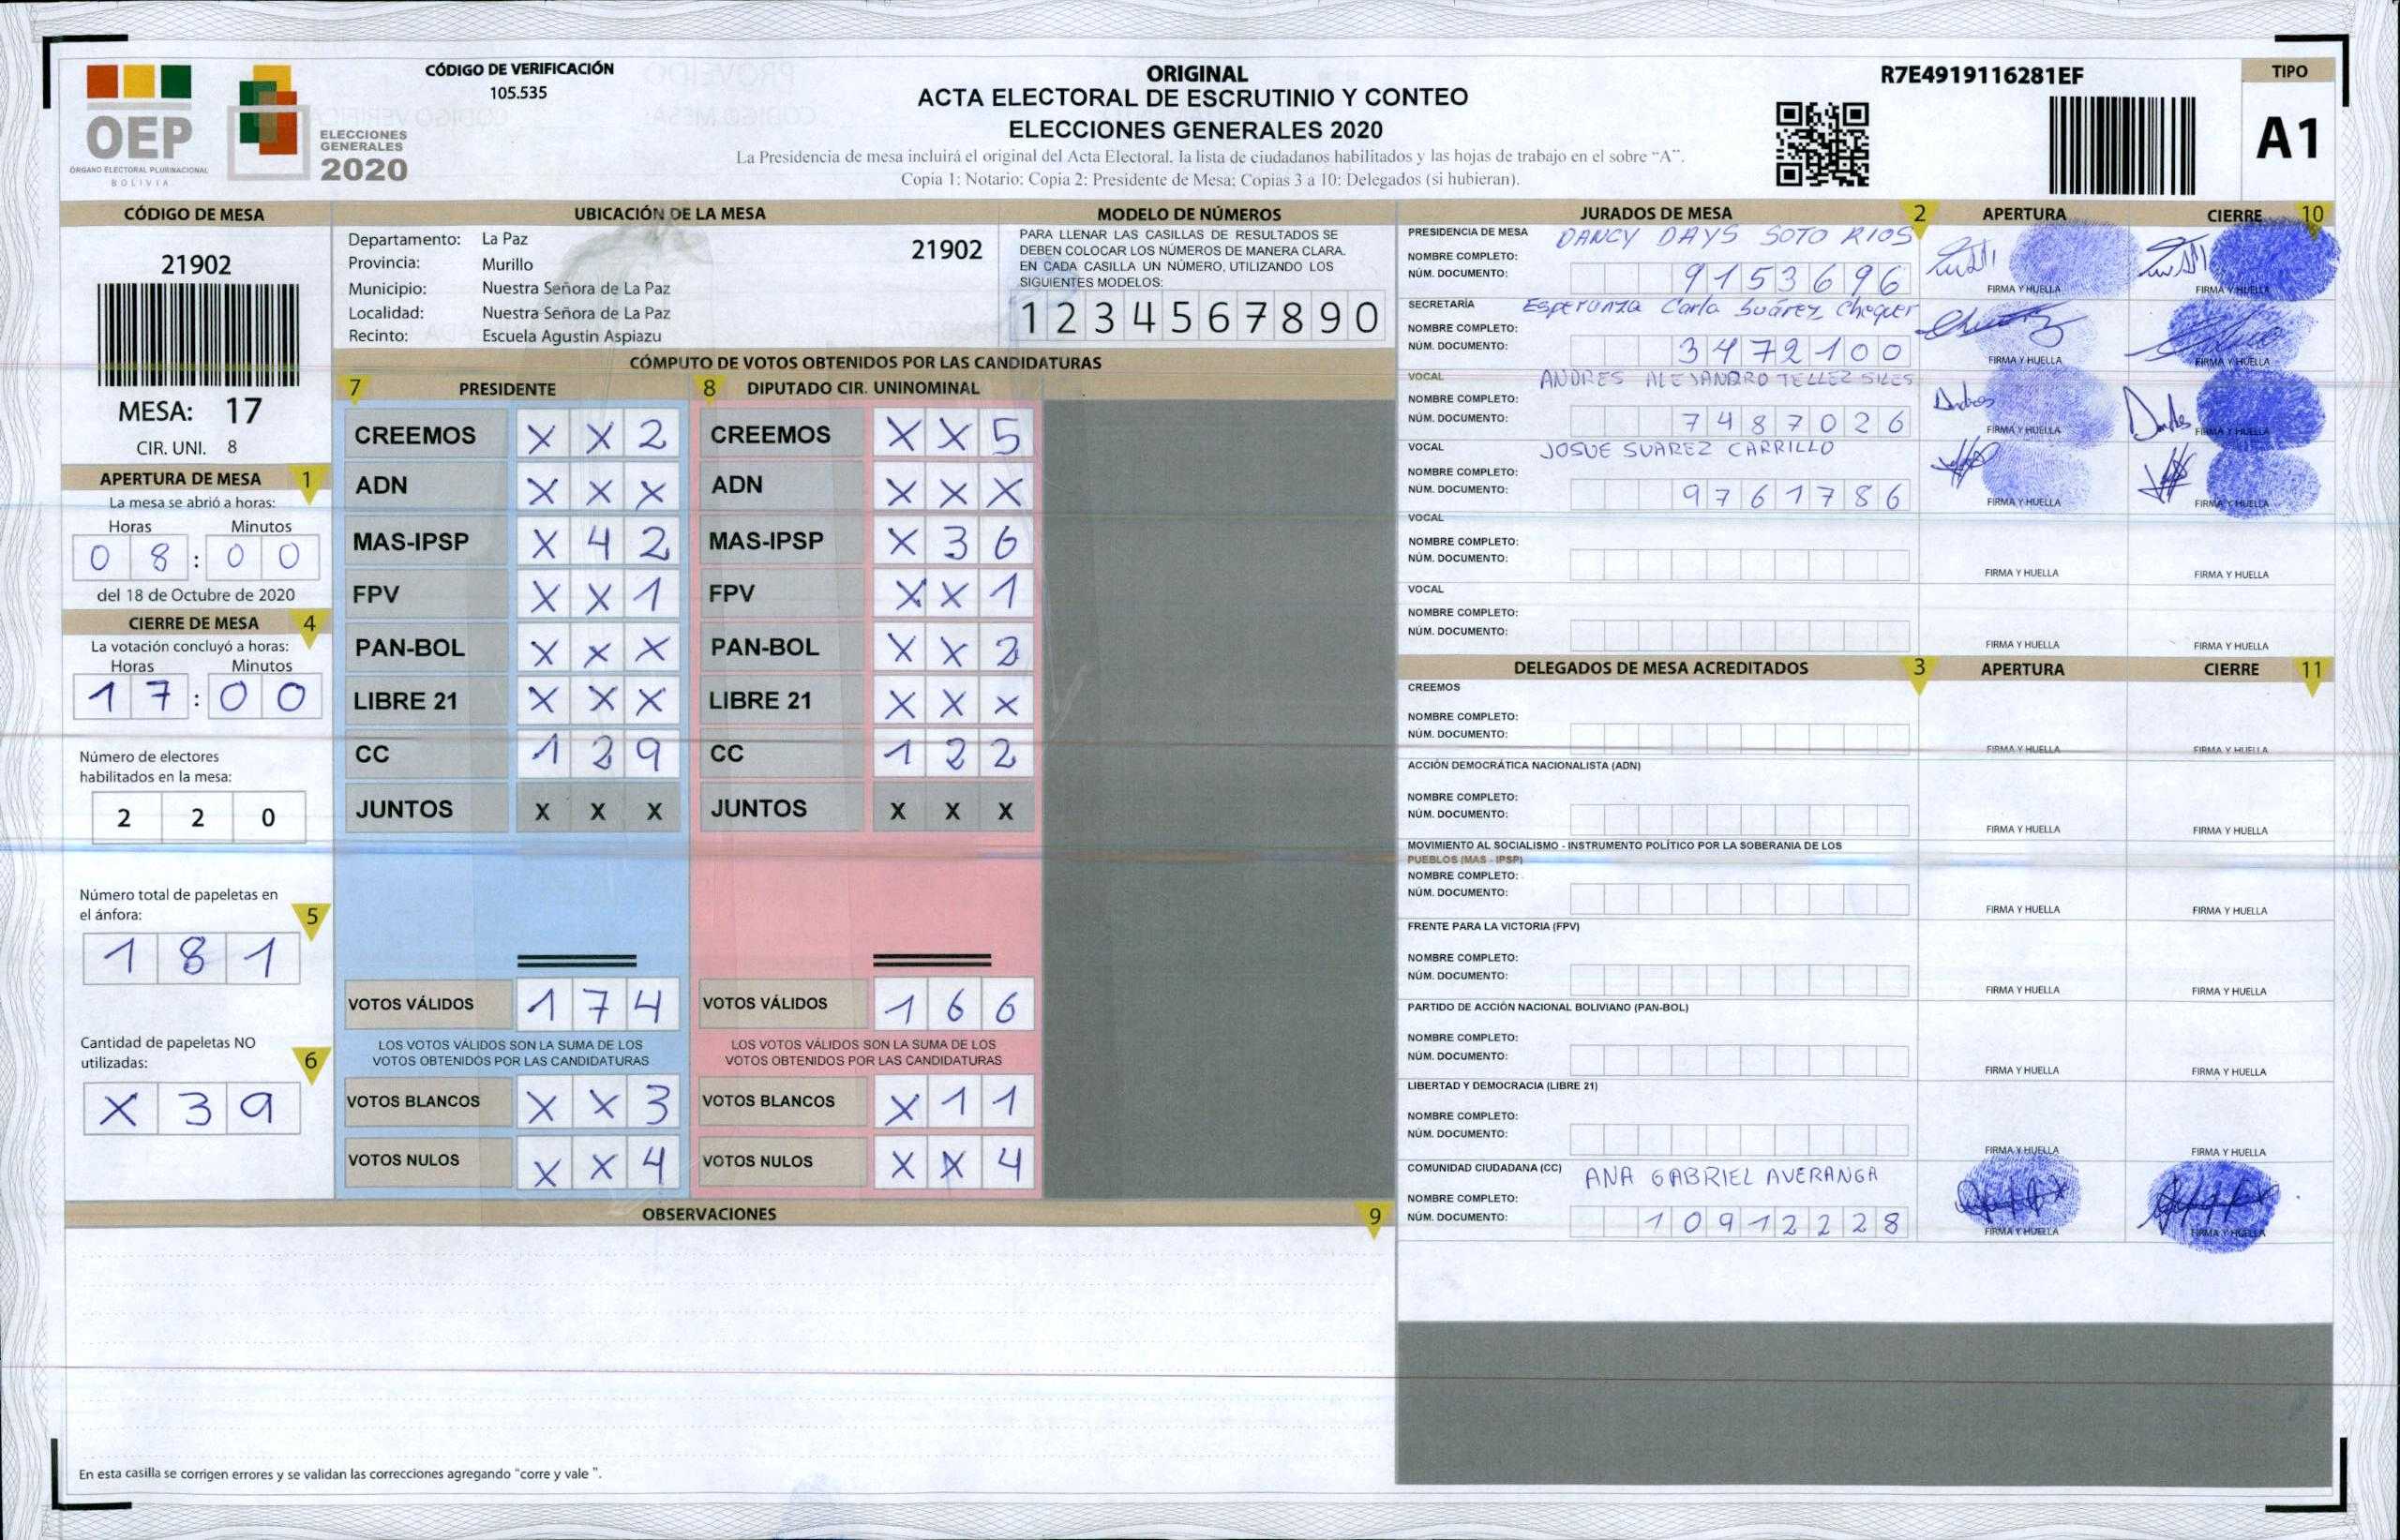 CÓDIGO DE VERIFICACIÓN
105.535
OEP
ÓRGANO ELECTORAL PLURINACIONAL
BOLIVIA
ELECCIONES
GENERALES
2020
ORIGINAL
ACTA ELECTORAL DE ESCRUTINIO Y CONTEO
ELECCIONES GENERALES 2020
La Presidencia de mesa incluirá el original del Acta Electoral, la lista de ciudadanos habilitados y las hojas de trabajo en el sobre "A".
Copia 1: Notario; Copia 2: Presidente de Mesa; Copias 3 a 10: Delegados (si hubieran).
R7E4919116281EF
TIPO
A1
CÓDIGO DE MESA
21902
MESA: 17
CIR. UNI. 8
APERTURA DE MESA 1
La mesa se abrió a horas:
Horas Minutos
0 8 : 0 0
del 18 de Octubre de 2020
CIERRE DE MESA 4
La votación concluyó a horas:
Horas Minutos
1 7 : 0 0
Número de electores
habilitados en la mesa:
2 2 0
Número total de papeletas en
el ánfora: 5
1 8 1
Cantidad de papeletas NO
utilizadas: 6
X 3 9
UBICACIÓN DE LA MESA
Departamento: La Paz 21902
Provincia: Murillo
Municipio: Nuestra Señora de La Paz
Localidad: Nuestra Señora de La Paz
Recinto: Escuela Agustin Aspiazu
MODELO DE NÚMEROS
PARA LLENAR LAS CASILLAS DE RESULTADOS SE
DEBEN COLOCAR LOS NÚMEROS DE MANERA CLARA.
EN CADA CASILLA UN NÚMERO, UTILIZANDO LOS
SIGUIENTES MODELOS:
1 2 3 4 5 6 7 8 9 0
CÓMPUTO DE VOTOS OBTENIDOS POR LAS CANDIDATURAS
7 PRESIDENTE 8 DIPUTADO CIR. UNINOMINAL
CREEMOS X X 2 CREEMOS X X 5
ADN X X X ADN X X X
MAS-IPSP X 4 2 MAS-IPSP X 3 6
FPV X X 1 FPV X X 1
PAN-BOL X X X PAN-BOL X X 2
LIBRE 21 X X X LIBRE 21 X X X
CC 1 2 9 CC 1 2 2
JUNTOS X X X JUNTOS X X X
VOTOS VÁLIDOS 1 7 4 VOTOS VÁLIDOS 1 6 6
LOS VOTOS VÁLIDOS SON LA SUMA DE LOS LOS VOTOS VÁLIDOS SON LA SUMA DE LOS
VOTOS OBTENIDOS POR LAS CANDIDATURAS VOTOS OBTENIDOS POR LAS CANDIDATURAS
VOTOS BLANCOS X X 3 VOTOS BLANCOS X 1 1
VOTOS NULOS X X 4 VOTOS NULOS X X 4
OBSERVACIONES 9
En esta casilla se corrigen errores y se validan las correcciones agregando "corre y vale ".
JURADOS DE MESA 2 APERTURA CIERRE 10
PRESIDENCIA DE MESA DANCY DAYS SOTO RIOS
NOMBRE COMPLETO:
NÚM. DOCUMENTO: 9153696 FIRMA Y HUELLA FIRMA Y HUELLA
SECRETARÍA Esperanza Carla Suárez Chequer
NOMBRE COMPLETO:
NÚM. DOCUMENTO: 3472100 FIRMA Y HUELLA FIRMA Y HUELLA
VOCAL ANDRES ALEJANDRO TELLEZ SILES
NOMBRE COMPLETO:
NÚM. DOCUMENTO: 7487026 FIRMA Y HUELLA FIRMA Y HUELLA
VOCAL JOSUE SUAREZ CARRILLO
NOMBRE COMPLETO:
NÚM. DOCUMENTO: 9761786 FIRMA Y HUELLA FIRMA Y HUELLA
VOCAL
NOMBRE COMPLETO:
NÚM. DOCUMENTO: FIRMA Y HUELLA FIRMA Y HUELLA
VOCAL
NOMBRE COMPLETO:
NÚM. DOCUMENTO: FIRMA Y HUELLA FIRMA Y HUELLA
DELEGADOS DE MESA ACREDITADOS 3 APERTURA CIERRE 11
CREEMOS
NOMBRE COMPLETO:
NÚM. DOCUMENTO: FIRMA Y HUELLA FIRMA Y HUELLA
ACCIÓN DEMOCRÁTICA NACIONALISTA (ADN)
NOMBRE COMPLETO:
NÚM. DOCUMENTO: FIRMA Y HUELLA FIRMA Y HUELLA
MOVIMIENTO AL SOCIALISMO - INSTRUMENTO POLÍTICO POR LA SOBERANIA DE LOS
PUEBLOS (MAS - IPSP)
NOMBRE COMPLETO:
NÚM. DOCUMENTO: FIRMA Y HUELLA FIRMA Y HUELLA
FRENTE PARA LA VICTORIA (FPV)
NOMBRE COMPLETO:
NÚM. DOCUMENTO: FIRMA Y HUELLA FIRMA Y HUELLA
PARTIDO DE ACCIÓN NACIONAL BOLIVIANO (PAN-BOL)
NOMBRE COMPLETO:
NÚM. DOCUMENTO: FIRMA Y HUELLA FIRMA Y HUELLA
LIBERTAD Y DEMOCRACIA (LIBRE 21)
NOMBRE COMPLETO:
NÚM. DOCUMENTO: FIRMA Y HUELLA FIRMA Y HUELLA
COMUNIDAD CIUDADANA (CC) ANA GABRIEL AVERANGA
NOMBRE COMPLETO:
NÚM. DOCUMENTO: 10912228 FIRMA Y HUELLA FIRMA Y HUELLA